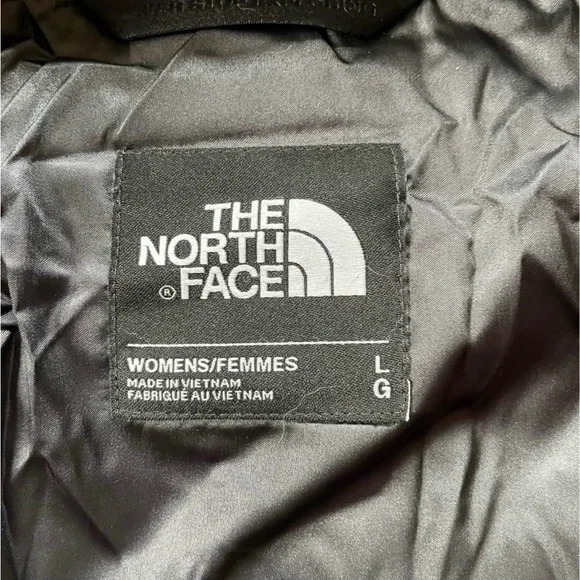 THE
NORTH
® FACE
WOMENS/FEMMES L
MADE IN VIETNAM G
FABRIQUÉ AU VIETNAM